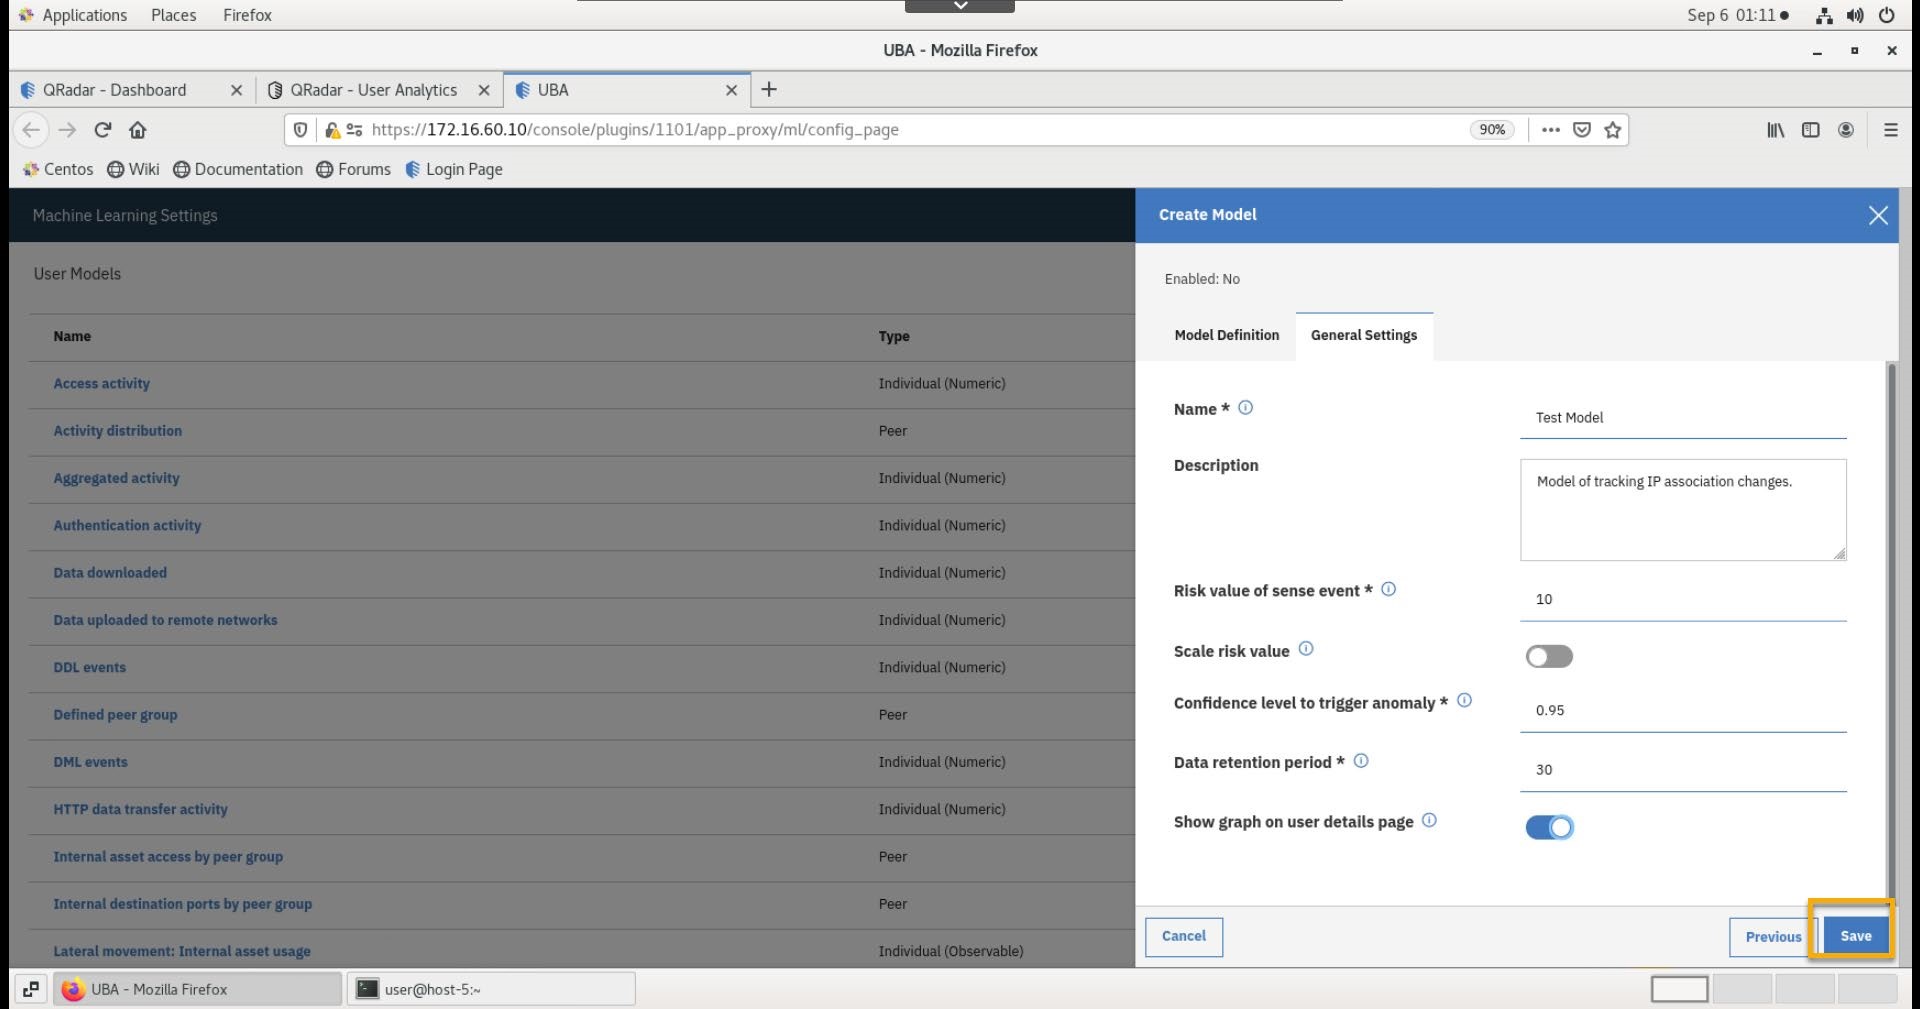 Applications Places Firefox Sep 6 01:11
UBA - Mozilla Firefox
QRadar - Dashboard QRadar - User Analytics UBA
https://172.16.60.10/console/plugins/1101/app_proxy/ml/config_page 90%
Centos Wiki Documentation Forums Login Page
Machine Learning Settings
User Models
Name Type
Access activity Individual (Numeric)
Activity distribution Peer
Aggregated activity Individual (Numeric)
Authentication activity Individual (Numeric)
Data downloaded Individual (Numeric)
Data uploaded to remote networks Individual (Numeric)
DDL events Individual (Numeric)
Defined peer group Peer
DML events Individual (Numeric)
HTTP data transfer activity Individual (Numeric)
Internal asset access by peer group Peer
Internal destination ports by peer group Peer
Lateral movement: Internal asset usage Individual (Observable)
Create Model
Enabled: No
Model Definition General Settings
Name * Test Model
Description Model of tracking IP association changes.
Risk value of sense event * 10
Scale risk value
Confidence level to trigger anomaly * 0.95
Data retention period * 30
Show graph on user details page
Cancel Previous Save
UBA - Mozilla Firefox user@host-5:~